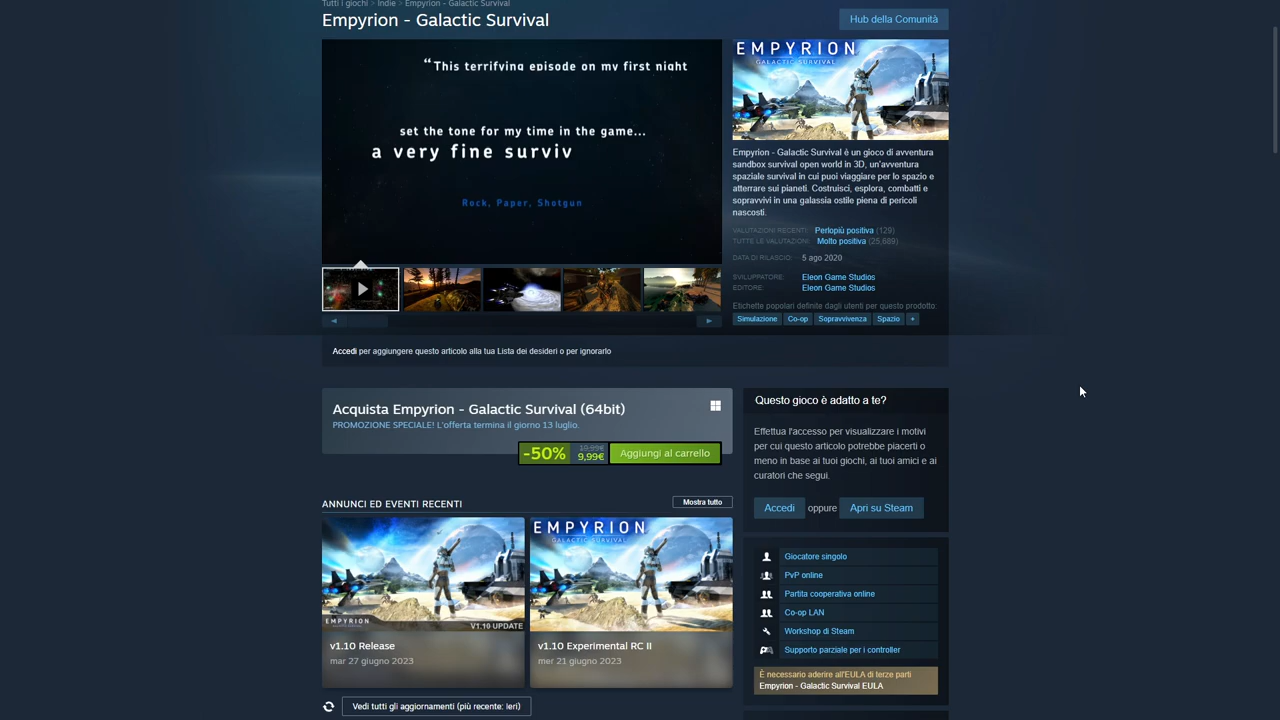 Tutti i giochi > Indie > Empyrion - Galactic Survival
Empyrion - Galactic Survival
Hub della Comunità
“This terrifying episode on my first night
set the tone for my time in the game...
a very fine surviv
Rock, Paper, Shotgun
EMPYRION
GALACTIC SURVIVAL
Empyrion - Galactic Survival è un gioco di avventura
sandbox survival open world in 3D, un'avventura
spaziale survival in cui puoi viaggiare per lo spazio e
atterrare sui pianeti. Costruisci, esplora, combatti e
sopravvivi in una galassia ostile piena di pericoli
nascosti.
VALUTAZIONI RECENTI: Perlopiù positiva (129)
TUTTE LE VALUTAZIONI: Molto positiva (25,689)
DATA DI RILASCIO: 5 ago 2020
SVILUPPATORE: Eleon Game Studios
EDITORE: Eleon Game Studios
Etichette popolari definite dagli utenti per questo prodotto:
Simulazione Co-op Sopravvivenza Spazio +
Accedi per aggiungere questo articolo alla tua Lista dei desideri o per ignorarlo
Acquista Empyrion - Galactic Survival (64bit)
PROMOZIONE SPECIALE! L'offerta termina il giorno 13 luglio.
-50% 19,99€ 9,99€ Aggiungi al carrello
Questo gioco è adatto a te?
Effettua l'accesso per visualizzare i motivi
per cui questo articolo potrebbe piacerti o
meno in base ai tuoi giochi, ai tuoi amici e ai
curatori che segui.
Accedi oppure Apri su Steam
ANNUNCI ED EVENTI RECENTI
Mostra tutto
EMPYRION
V1.10 UPDATE
v1.10 Release
mar 27 giugno 2023
EMPYRION
GALACTIC SURVIVAL
v1.10 Experimental RC II
mer 21 giugno 2023
Vedi tutti gli aggiornamenti (più recente: Ieri)
Giocatore singolo
PvP online
Partita cooperativa online
Co-op LAN
Workshop di Steam
Supporto parziale per i controller
È necessario aderire all'EULA di terze parti
Empyrion - Galactic Survival EULA